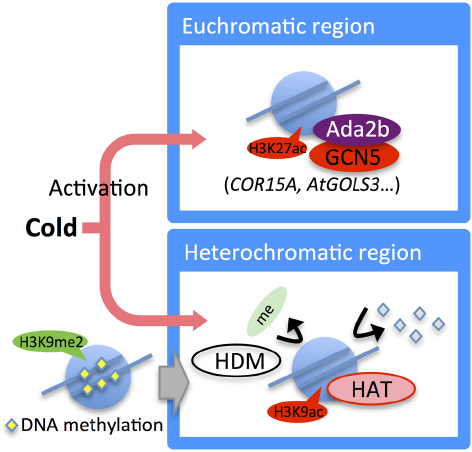 Euchromatic region
Ada2b
H3K27ac
GCN5
(COR15A, AtGOLS3...)
Activation
Cold
Heterochromatic region
me
H3K9me2
HDM
HAT
H3K9ac
DNA methylation